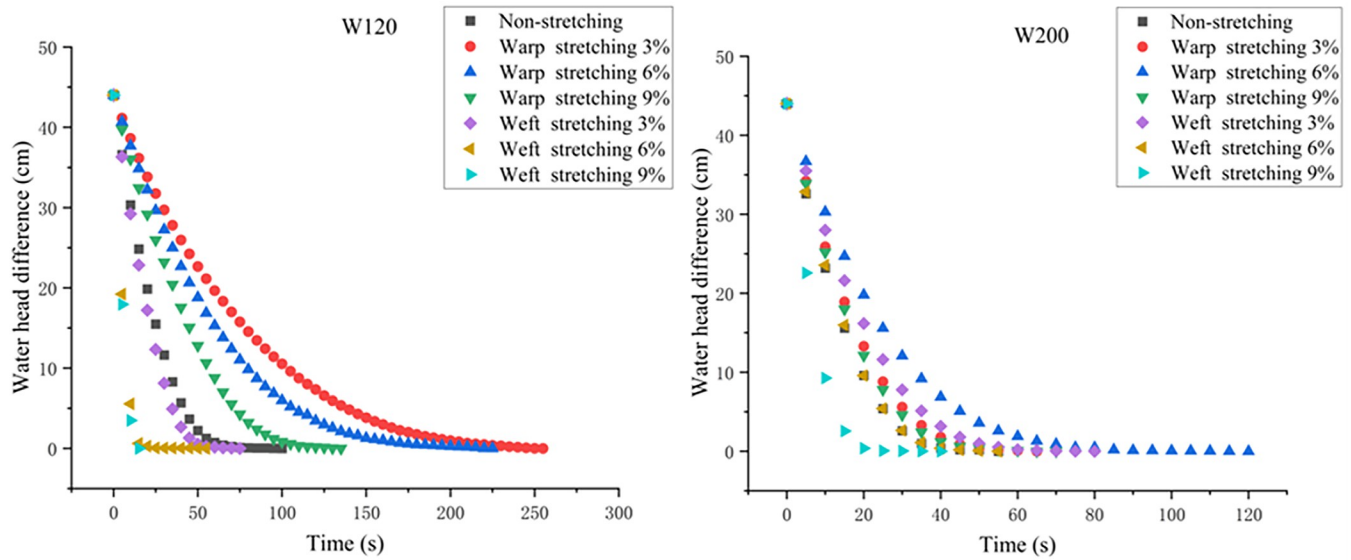 W120
Non-stretching
Warp stretching 3%
Warp stretching 6%
Warp stretching 9%
Weft stretching 3%
Weft stretching 6%
Weft stretching 9%
50
40
30
20
10
0
Water head difference (cm)
0 50 100 150 200 250 300
Time (s)
W200
Non-stretching
Warp stretching 3%
Warp stretching 6%
Warp stretching 9%
Weft stretching 3%
Weft stretching 6%
Weft stretching 9%
50
40
30
20
10
0
Water head difference (cm)
0 20 40 60 80 100 120
Time (s)